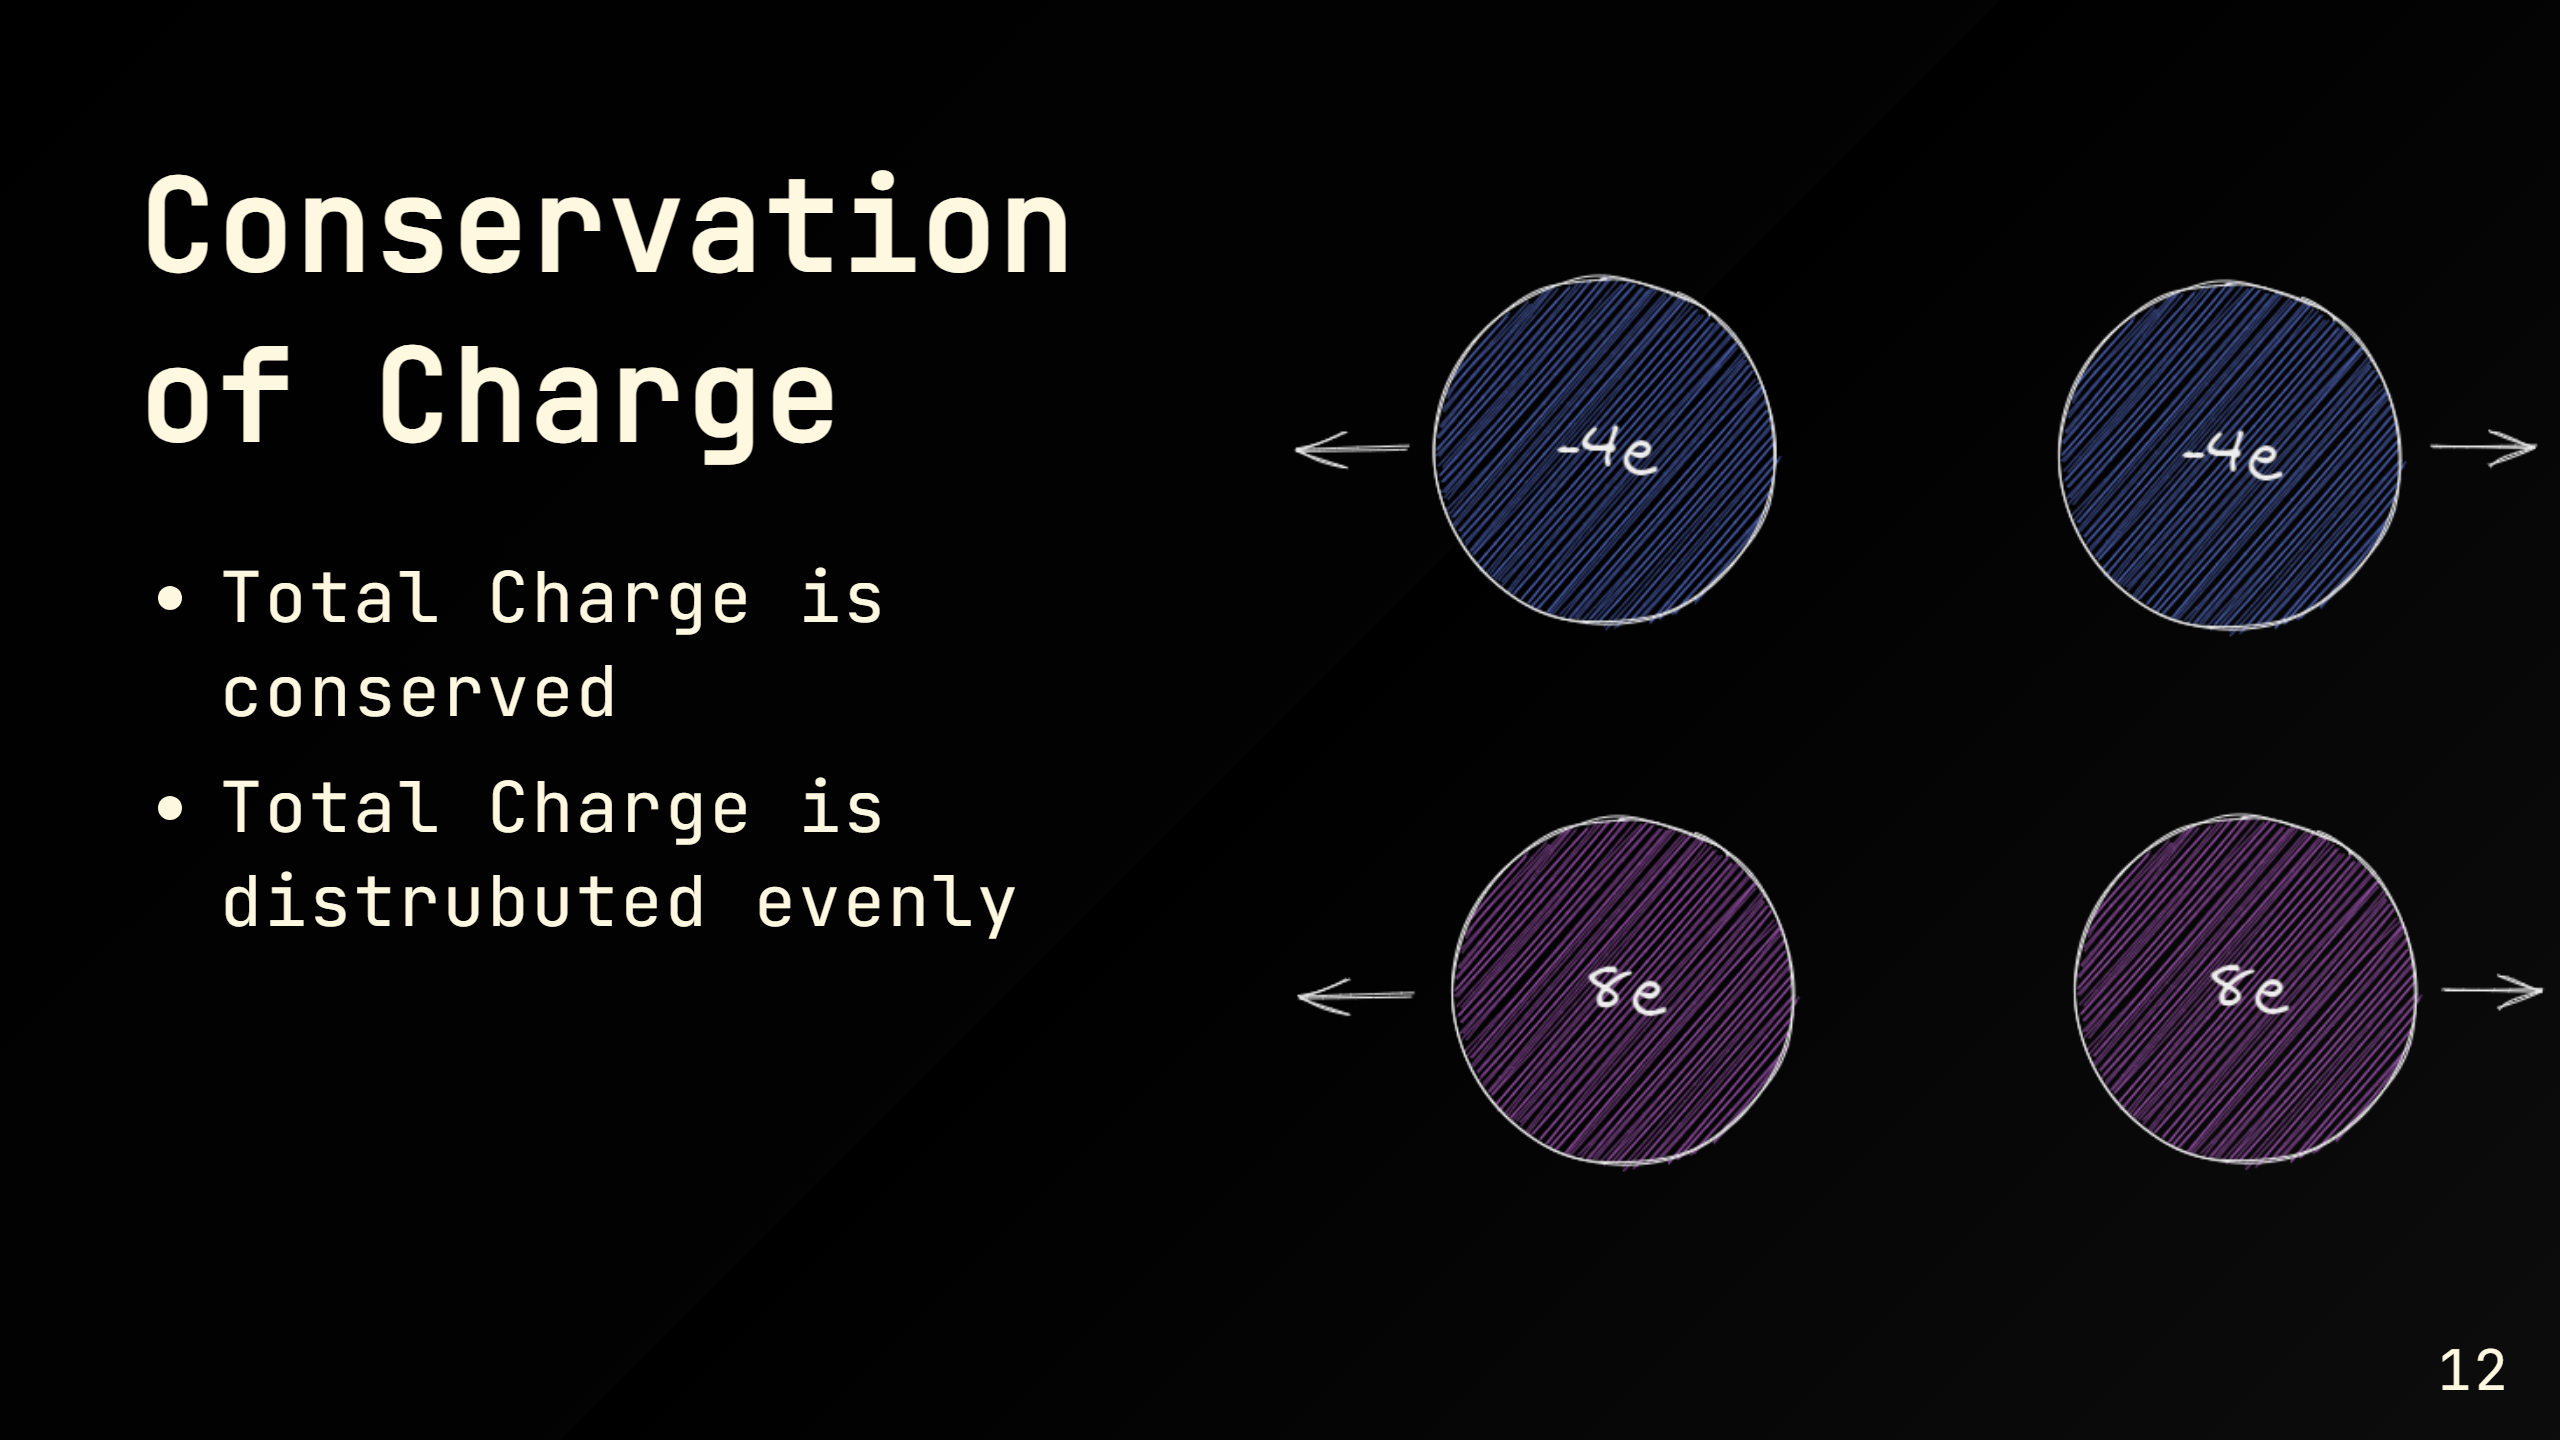 Conservation
of Charge
• Total Charge is
conserved
• Total Charge is
distrubuted evenly
-4e
-4e
8e
8e
12